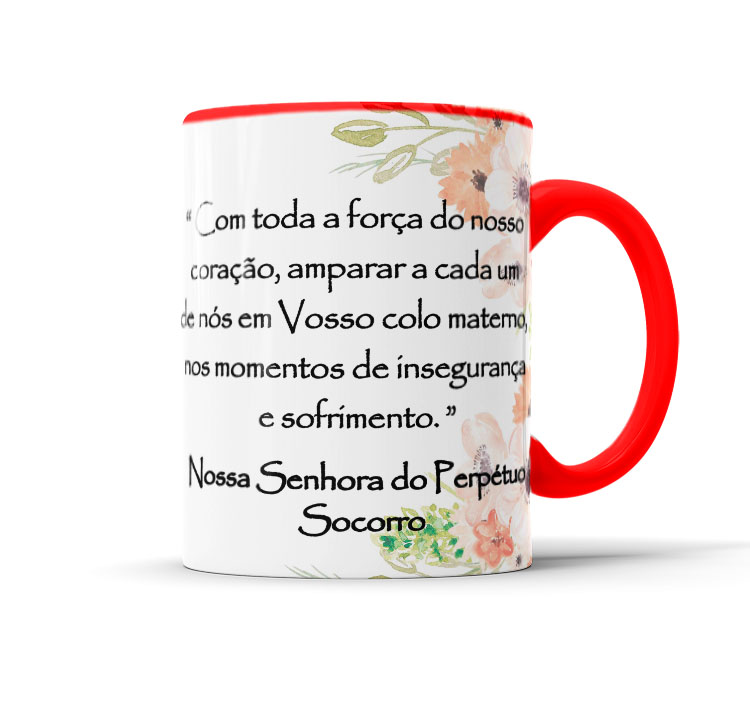 “ Com toda a força do nosso
coração, amparar a cada um
de nós em Vosso colo materno,
nos momentos de insegurança
e sofrimento. ”
Nossa Senhora do Perpétuo
Socorro